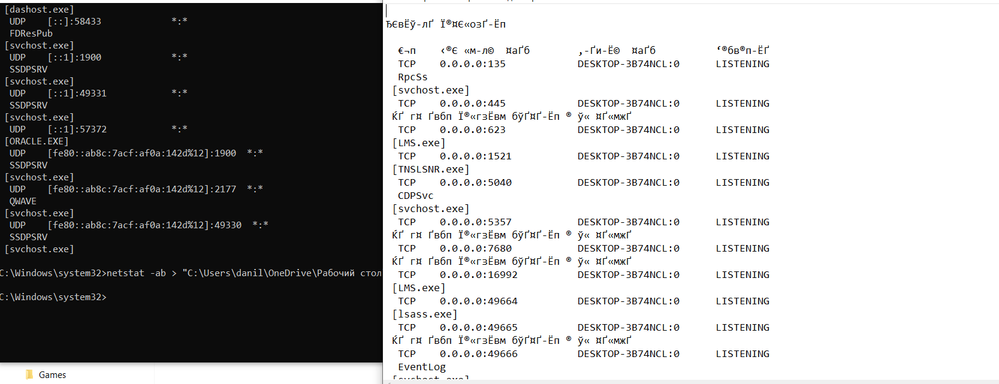 [dashost.exe]
UDP [::]:58433 *:*
FDResPub
[svchost.exe]
UDP [::1]:1900 *:*
SSDPSRV
[svchost.exe]
UDP [::1]:49331 *:*
SSDPSRV
[svchost.exe]
UDP [::1]:57372 *:*
[ORACLE.EXE]
UDP [fe80::ab8c:7acf:af0a:142d%12]:1900 *:*
SSDPSRV
[svchost.exe]
UDP [fe80::ab8c:7acf:af0a:142d%12]:2177 *:*
QWAVE
[svchost.exe]
UDP [fe80::ab8c:7acf:af0a:142d%12]:49330 *:*
SSDPSRV
[svchost.exe]
C:\Windows\system32>netstat -ab > "C:\Users\danil\OneDrive\Рабочий стол
C:\Windows\system32>
Games
ЂЄвЁў-лҐ Ї®¤Є«озҐ-Ёп
€¬п ‹®Є «м-л© ¤аҐб ‚-Ґи-Ё© ¤аҐб ‘®бв®п-ЁҐ
TCP 0.0.0.0:135 DESKTOP-3B74NCL:0 LISTENING
RpcSs
[svchost.exe]
TCP 0.0.0.0:445 DESKTOP-3B74NCL:0 LISTENING
ЌҐ г¤ Ґвбп Ї®«гзЁвм бўҐ¤Ґ-Ёп ® ў« ¤Ґ«мжҐ
TCP 0.0.0.0:623 DESKTOP-3B74NCL:0 LISTENING
[LMS.exe]
TCP 0.0.0.0:1521 DESKTOP-3B74NCL:0 LISTENING
[TNSLSNR.exe]
TCP 0.0.0.0:5040 DESKTOP-3B74NCL:0 LISTENING
CDPSvc
[svchost.exe]
TCP 0.0.0.0:5357 DESKTOP-3B74NCL:0 LISTENING
ЌҐ г¤ Ґвбп Ї®«гзЁвм бўҐ¤Ґ-Ёп ® ў« ¤Ґ«мжҐ
TCP 0.0.0.0:7680 DESKTOP-3B74NCL:0 LISTENING
ЌҐ г¤ Ґвбп Ї®«гзЁвм бўҐ¤Ґ-Ёп ® ў« ¤Ґ«мжҐ
TCP 0.0.0.0:16992 DESKTOP-3B74NCL:0 LISTENING
[LMS.exe]
TCP 0.0.0.0:49664 DESKTOP-3B74NCL:0 LISTENING
[lsass.exe]
TCP 0.0.0.0:49665 DESKTOP-3B74NCL:0 LISTENING
ЌҐ г¤ Ґвбп Ї®«гзЁвм бўҐ¤Ґ-Ёп ® ў« ¤Ґ«мжҐ
TCP 0.0.0.0:49666 DESKTOP-3B74NCL:0 LISTENING
EventLog
[svchost.exe]